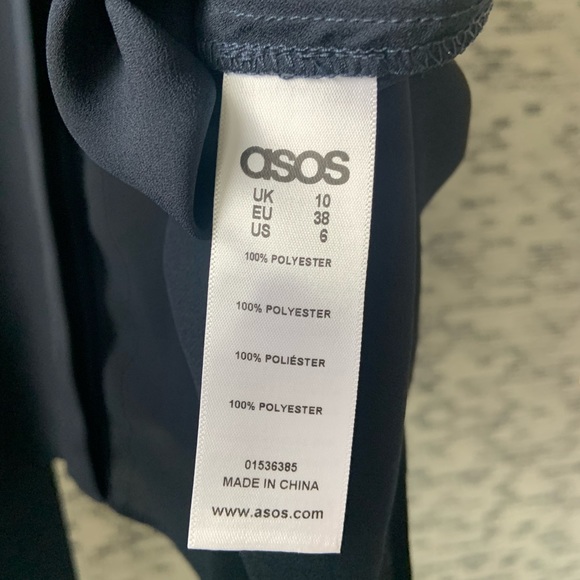 asos
UK 10
EU 38
US 6
100% POLYESTER
100% POLYESTER
100% POLIÉSTER
100% POLYESTER
01536385
MADE IN CHINA
www.asos.com